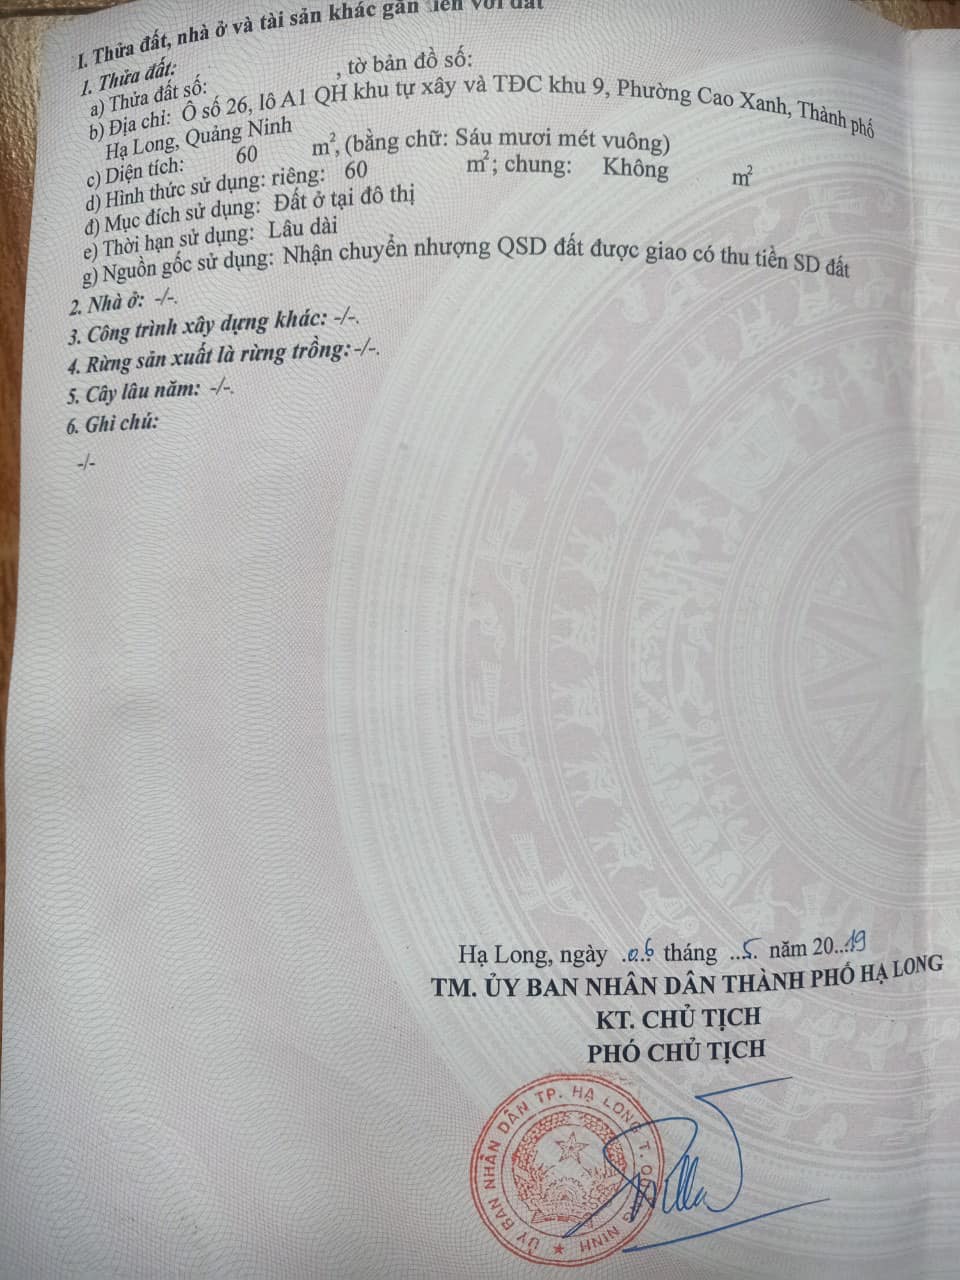 I. Thửa đất, nhà ở và tài sản khác gắn liền với đất
1. Thửa đất:
a) Thửa đất số: , tờ bản đồ số:
b) Địa chỉ: Ô số 26, lô A1 QH khu tự xây và TĐC khu 9, Phường Cao Xanh, Thành phố
Hạ Long, Quảng Ninh
c) Diện tích: 60 m², (bằng chữ: Sáu mươi mét vuông)
d) Hình thức sử dụng: riêng: 60 m²; chung: Không m²
đ) Mục đích sử dụng: Đất ở tại đô thị
e) Thời hạn sử dụng: Lâu dài
g) Nguồn gốc sử dụng: Nhận chuyển nhượng QSD đất được giao có thu tiền SD đất
2. Nhà ở: -/-.
3. Công trình xây dựng khác: -/-.
4. Rừng sản xuất là rừng trồng: -/-.
5. Cây lâu năm: -/-.
6. Ghi chú:
-/-
Hạ Long, ngày .06 tháng ..5. năm 20...19
TM. ỦY BAN NHÂN DÂN THÀNH PHỐ HẠ LONG
KT. CHỦ TỊCH
PHÓ CHỦ TỊCH
ỦY BAN NHÂN DÂN TP. HẠ LONG T. QUẢNG NINH